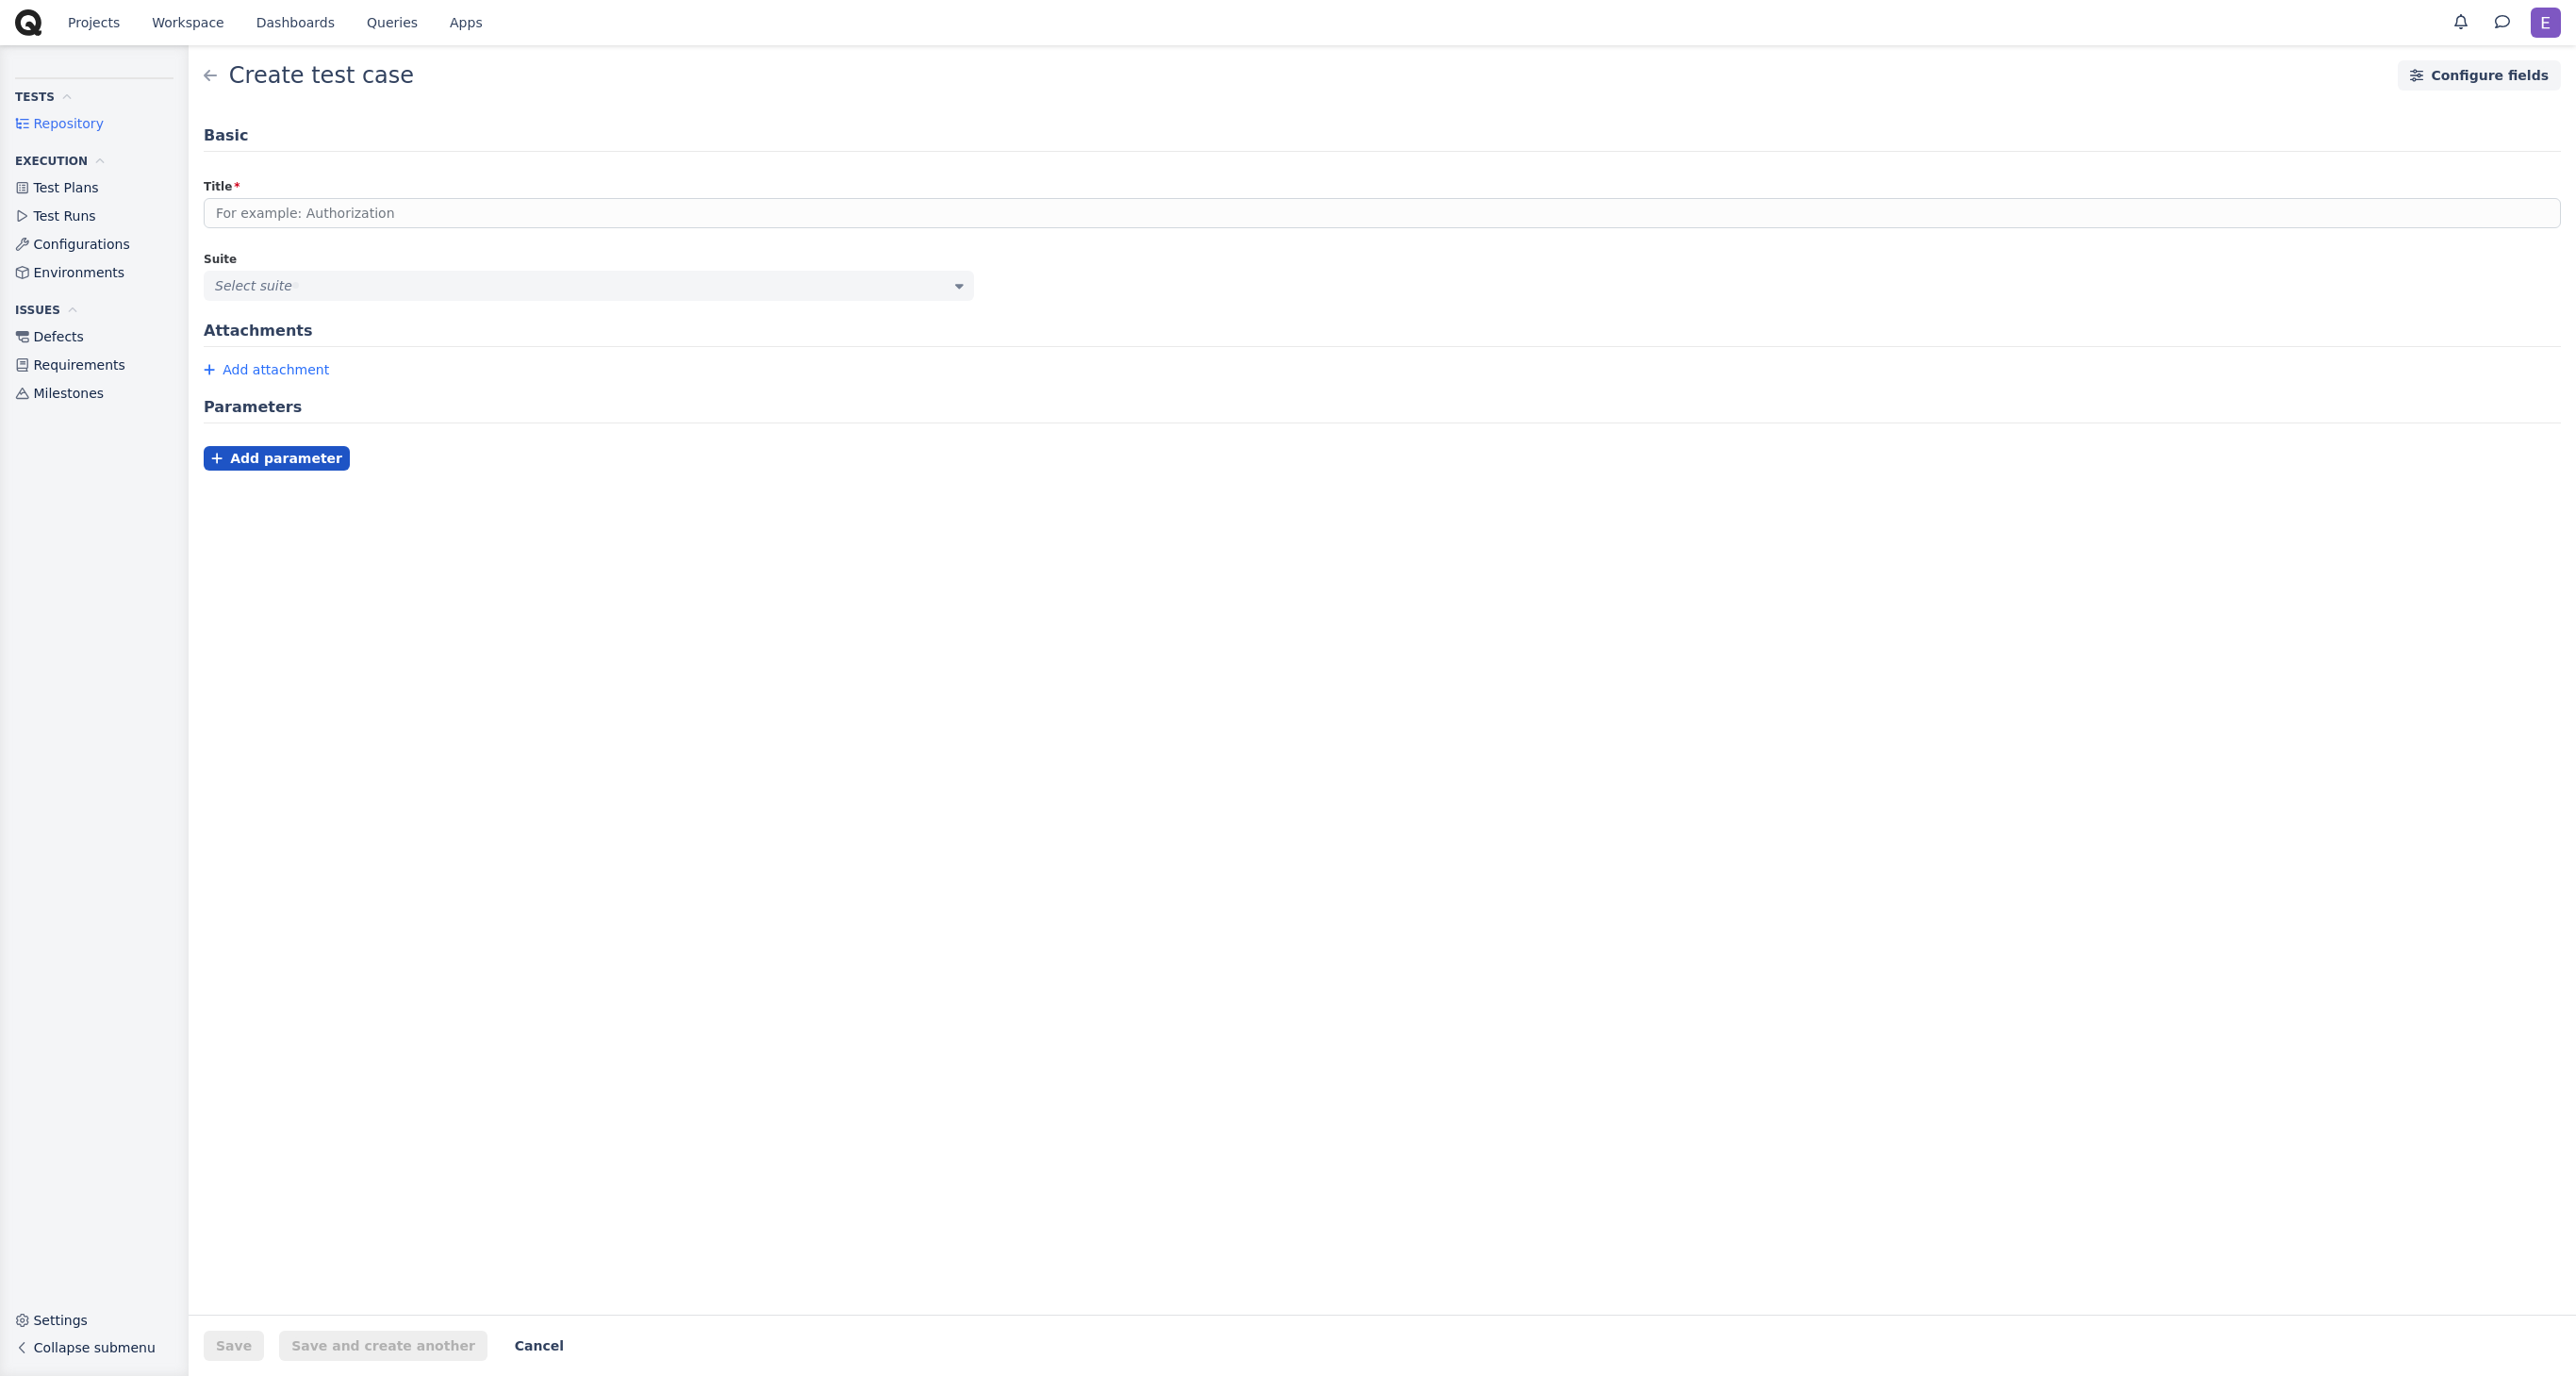 Projects Workspace Dashboards Queries Apps E
Create test case
Configure fields
TESTS
Repository
EXECUTION
Test Plans
Test Runs
Configurations
Environments
ISSUES
Defects
Requirements
Milestones
Settings
Collapse submenu
Basic
Title*
For example: Authorization
Suite
Select suite
Attachments
+ Add attachment
Parameters
+ Add parameter
Save Save and create another Cancel